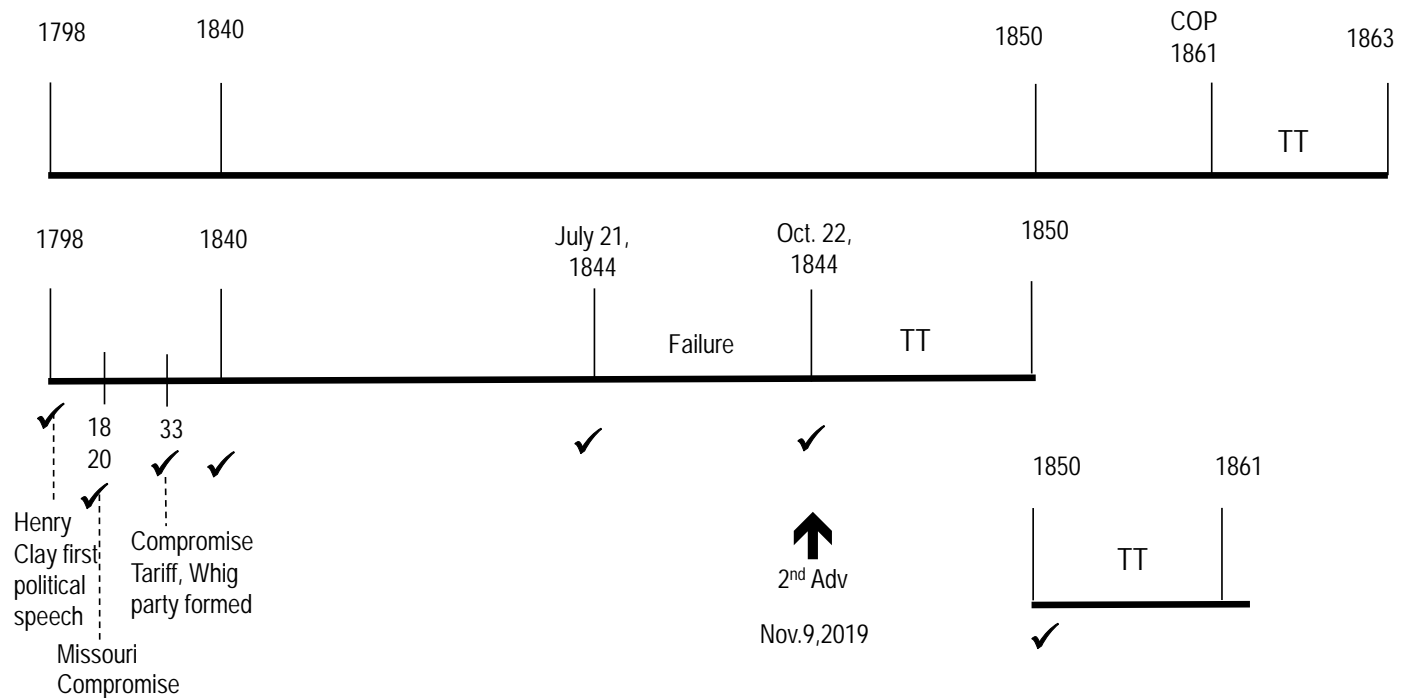 1798
1840
1850
COP
1861
1863
TT
1798
1840
July 21,
1844
Oct. 22,
1844
1850
Failure
TT
18
20
33
Henry
Clay first
political
speech
Missouri
Compromise
Compromise
Tariff, Whig
party formed
2nd Adv
Nov.9,2019
1850
1861
TT